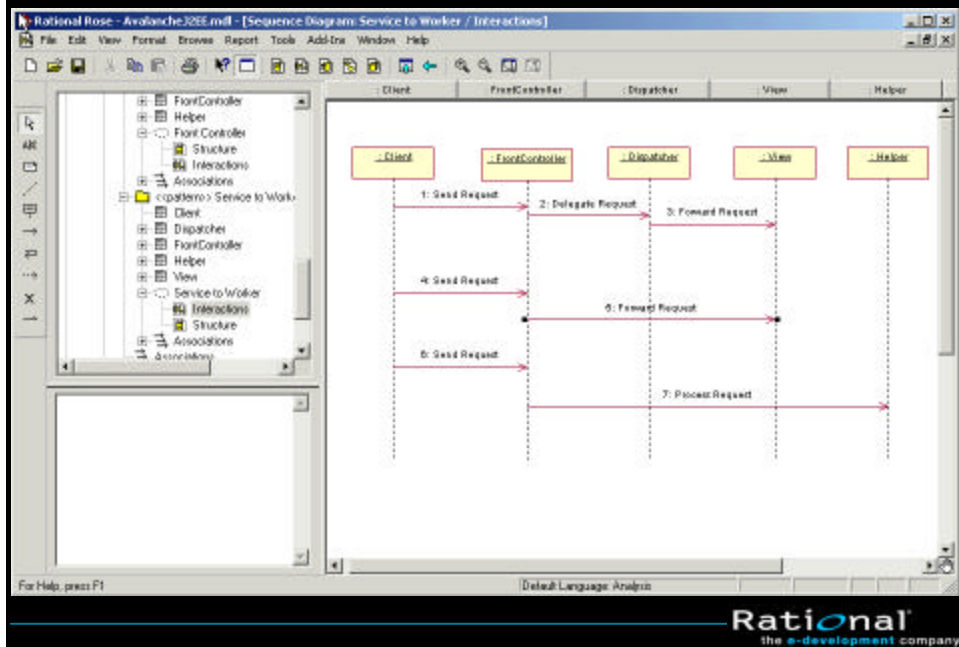 Rational Rose - AvalancheJ2EE.mdl - [Sequence Diagram: Service to Worker / Interactions]
File Edit View Format Browse Report Tools Add-Ins Window Help
: Client
FrontController
: Dispatcher
: View
: Helper
ABC
FrontController
Helper
Front Controller
Structure
Interactions
Associations
<<pattern>> Service to Work
Client
Dispatcher
FrontController
Helper
View
Service to Worker
Interactions
Structure
Associations
Associations
: Client
: FrontController
: Dispatcher
: View
: Helper
1: Send Request
2: Delegate Request
3: Forward Request
4: Send Request
6: Forward Request
7: Process Request
For Help, press F1
Default Language: Analysis
Rational
the e-development company